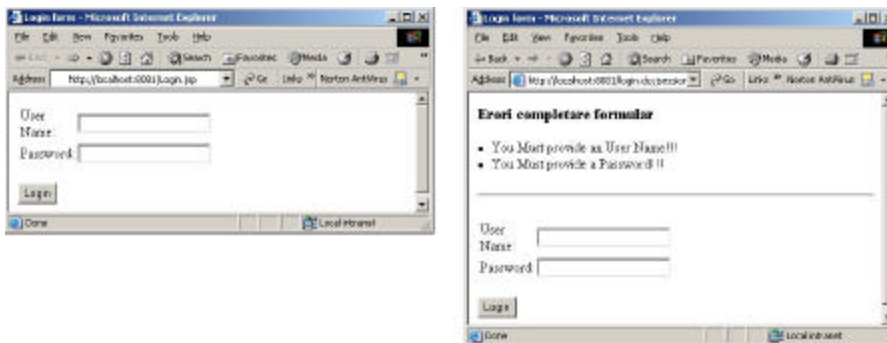 Login form - Microsoft Internet Explorer
File Edit View Favorites Tools Help
Back Search Favorites Media
Address http://localhost:8081/Login.jsp Go Links Norton AntiVirus
User
Name:
Password:
Login
Done Local intranet
Login form - Microsoft Internet Explorer
File Edit View Favorites Tools Help
Back Search Favorites Media
Address Go Links Norton AntiVirus
Erori completare formular
You Must provide an User Name!!!
You Must provide a Password!!!
User
Name:
Password:
Login
Done Local intranet